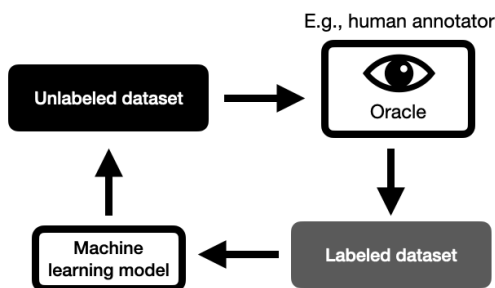 E.g., human annotator
Unlabeled dataset
Oracle
Machine
learning model
Labeled dataset